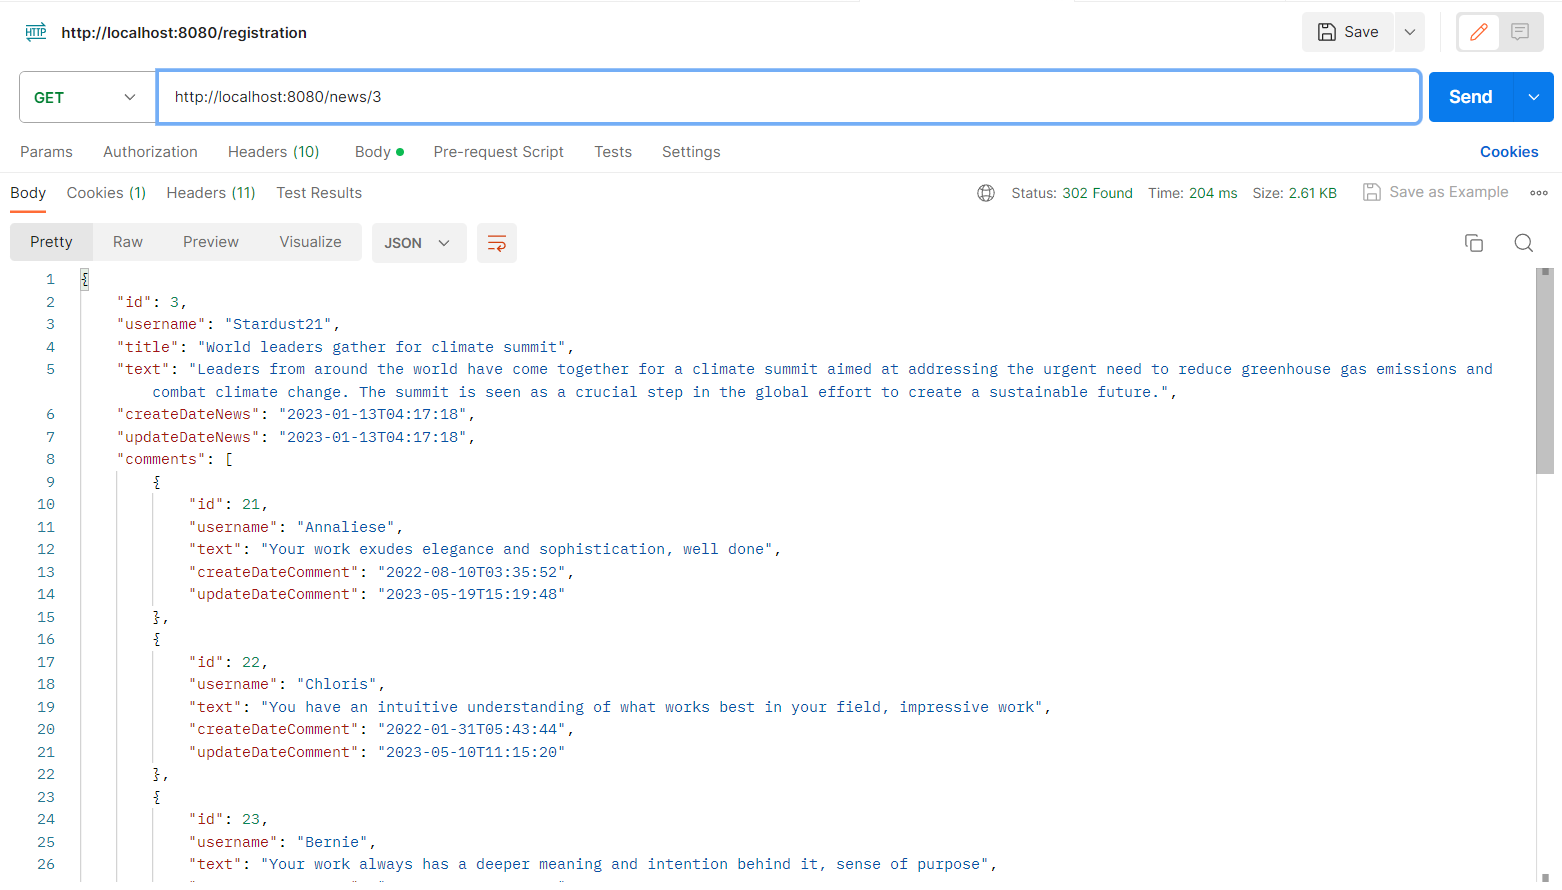 HTTP http://localhost:8080/registration Save
GET http://localhost:8080/news/3 Send
Params Authorization Headers (10) Body Pre-request Script Tests Settings Cookies
Body Cookies (1) Headers (11) Test Results Status: 302 Found Time: 204 ms Size: 2.61 KB Save as Example
Pretty Raw Preview Visualize JSON
1 {
2 "id": 3,
3 "username": "Stardust21",
4 "title": "World leaders gather for climate summit",
5 "text": "Leaders from around the world have come together for a climate summit aimed at addressing the urgent need to reduce greenhouse gas emissions and
combat climate change. The summit is seen as a crucial step in the global effort to create a sustainable future.",
6 "createDateNews": "2023-01-13T04:17:18",
7 "updateDateNews": "2023-01-13T04:17:18",
8 "comments": [
9 {
10 "id": 21,
11 "username": "Annaliese",
12 "text": "Your work exudes elegance and sophistication, well done",
13 "createDateComment": "2022-08-10T03:35:52",
14 "updateDateComment": "2023-05-19T15:19:48"
15 },
16 {
17 "id": 22,
18 "username": "Chloris",
19 "text": "You have an intuitive understanding of what works best in your field, impressive work",
20 "createDateComment": "2022-01-31T05:43:44",
21 "updateDateComment": "2023-05-10T11:15:20"
22 },
23 {
24 "id": 23,
25 "username": "Bernie",
26 "text": "Your work always has a deeper meaning and intention behind it, sense of purpose",